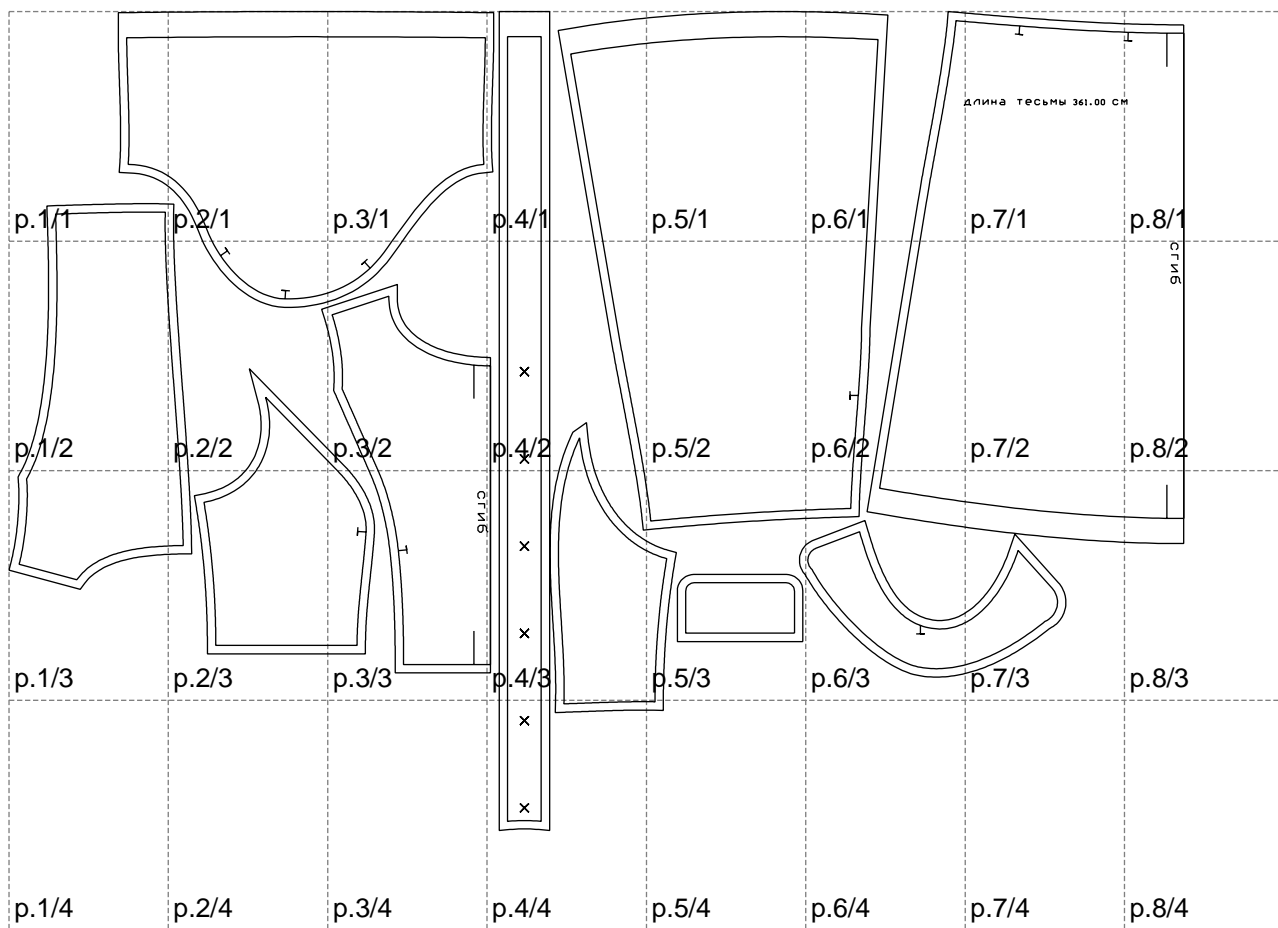 длина тесьмы 361.00 см
p.1/1 p.2/1 p.3/1 p.4/1 p.5/1 p.6/1 p.7/1 p.8/1
сгиб
p.1/2 p.2/2 p.3/2 p.4/2 p.5/2 p.6/2 p.7/2 p.8/2
сгиб
p.1/3 p.2/3 p.3/3 p.4/3 p.5/3 p.6/3 p.7/3 p.8/3
p.1/4 p.2/4 p.3/4 p.4/4 p.5/4 p.6/4 p.7/4 p.8/4